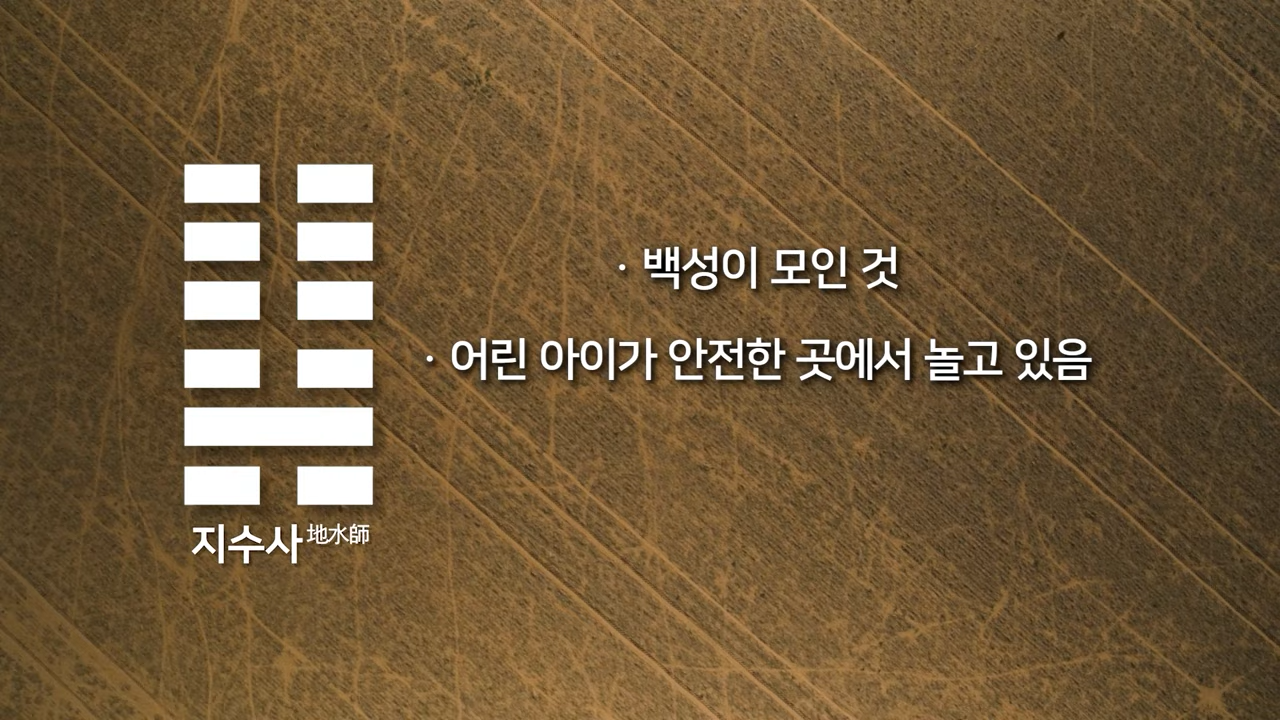 · 백성이 모인 것
· 어린 아이가 안전한 곳에서 놀고 있음
지수사 地水師